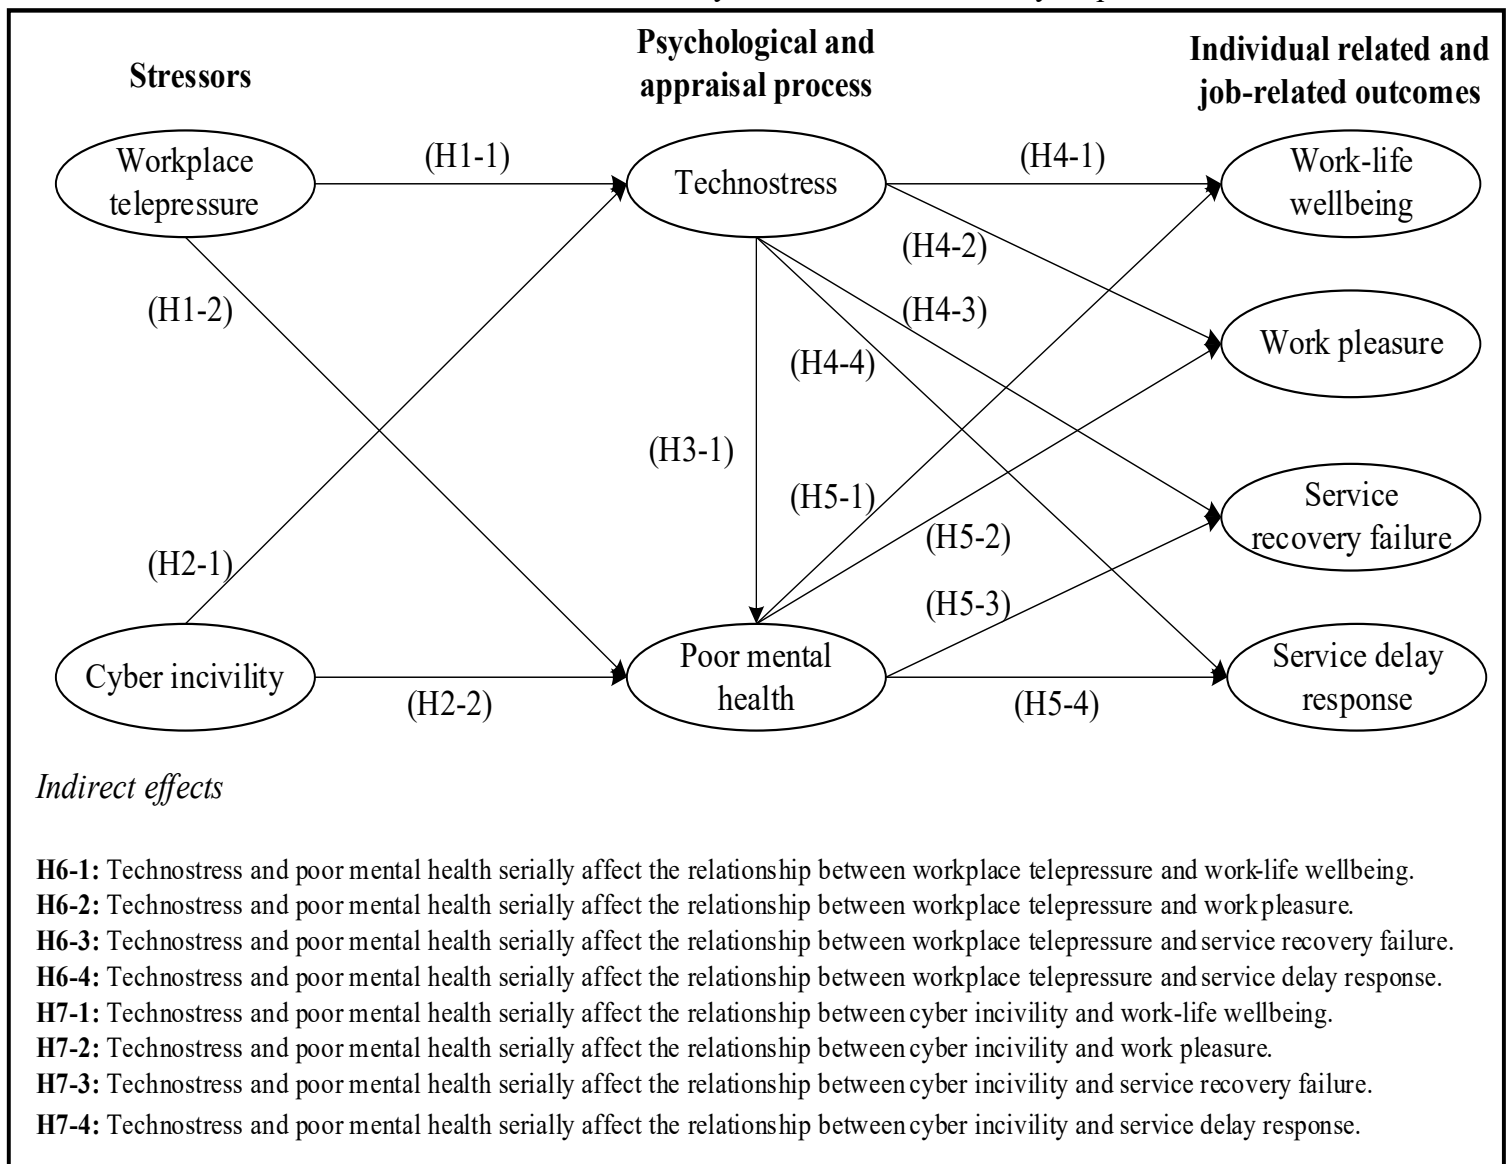 Stressors
Psychological and
appraisal process
Individual related and
job-related outcomes
Workplace
telepressure
(H1-1)
Technostress
(H4-1)
Work-life
wellbeing
(H4-2)
(H1-2)
(H4-3)
Work pleasure
(H4-4)
(H3-1)
(H5-1)
Service
recovery failure
(H5-2)
(H2-1)
(H5-3)
Cyber incivility
(H2-2)
Poor mental
health
(H5-4)
Service delay
response
Indirect effects
H6-1: Technostress and poor mental health serially affect the relationship between workplace telepressure and work-life wellbeing.
H6-2: Technostress and poor mental health serially affect the relationship between workplace telepressure and work pleasure.
H6-3: Technostress and poor mental health serially affect the relationship between workplace telepressure and service recovery failure.
H6-4: Technostress and poor mental health serially affect the relationship between workplace telepressure and service delay response.
H7-1: Technostress and poor mental health serially affect the relationship between cyber incivility and work-life wellbeing.
H7-2: Technostress and poor mental health serially affect the relationship between cyber incivility and work pleasure.
H7-3: Technostress and poor mental health serially affect the relationship between cyber incivility and service recovery failure.
H7-4: Technostress and poor mental health serially affect the relationship between cyber incivility and service delay response.